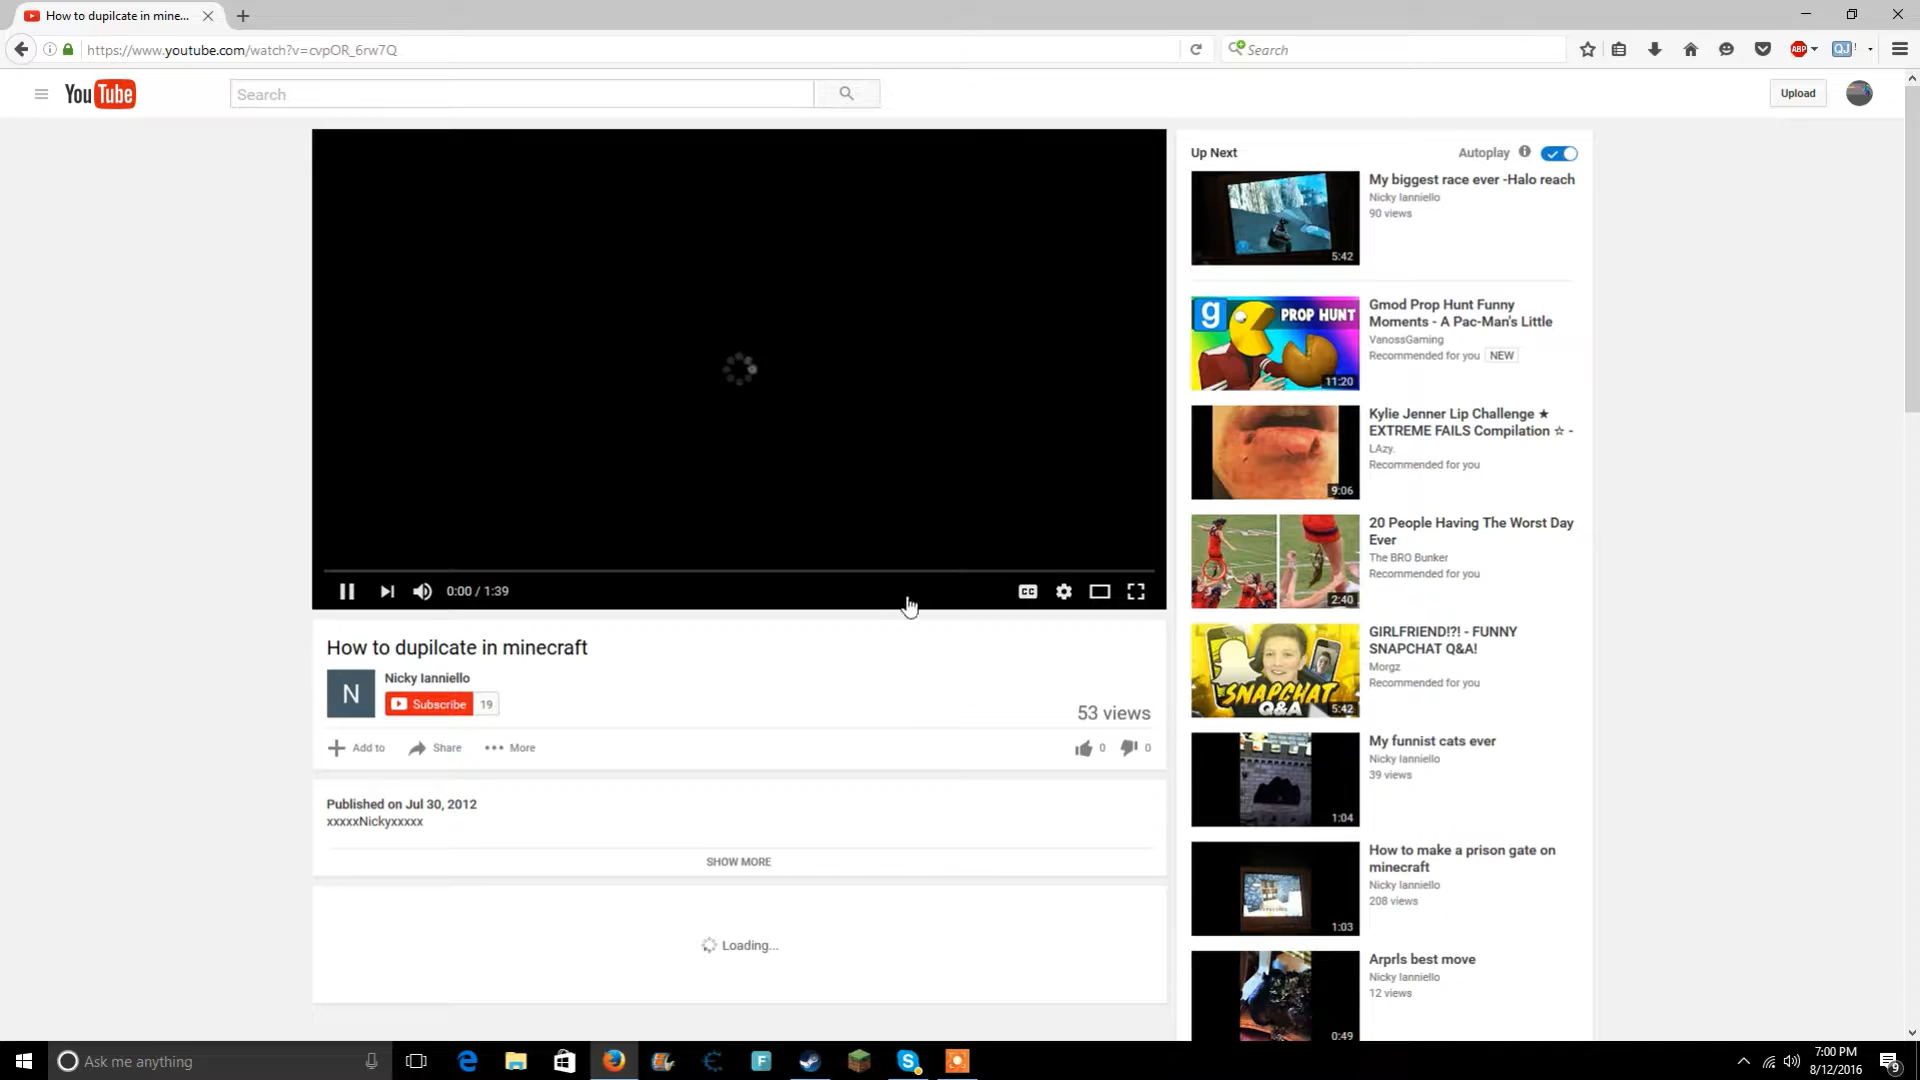 How to dupilcate in mine...
https://www.youtube.com/watch?v=cvpOR_6rw7Q
Search
ABP
QJ !
YouTube
Search
Upload
0:00 / 1:39
CC
How to dupilcate in minecraft
N
Nicky Ianniello
Subscribe 19
53 views
Add to
Share
More
0
0
Published on Jul 30, 2012
xxxxxNickyxxxxx
SHOW MORE
Loading...
Up Next
Autoplay
5:42
My biggest race ever -Halo reach
Nicky Ianniello
90 views
g
PROP HUNT
11:20
Gmod Prop Hunt Funny
Moments - A Pac-Man's Little
VanossGaming
Recommended for you NEW
9:06
Kylie Jenner Lip Challenge ★
EXTREME FAILS Compilation ☆ -
LAzy.
Recommended for you
2:40
20 People Having The Worst Day
Ever
The BRO Bunker
Recommended for you
SNAPCHAT
Q&A
5:42
GIRLFRIEND!?! - FUNNY
SNAPCHAT Q&A!
Morgz
Recommended for you
1:04
My funnist cats ever
Nicky Ianniello
39 views
1:03
How to make a prison gate on
minecraft
Nicky Ianniello
208 views
0:49
Arprls best move
Nicky Ianniello
12 views
Ask me anything
F
7:00 PM
8/12/2016
9